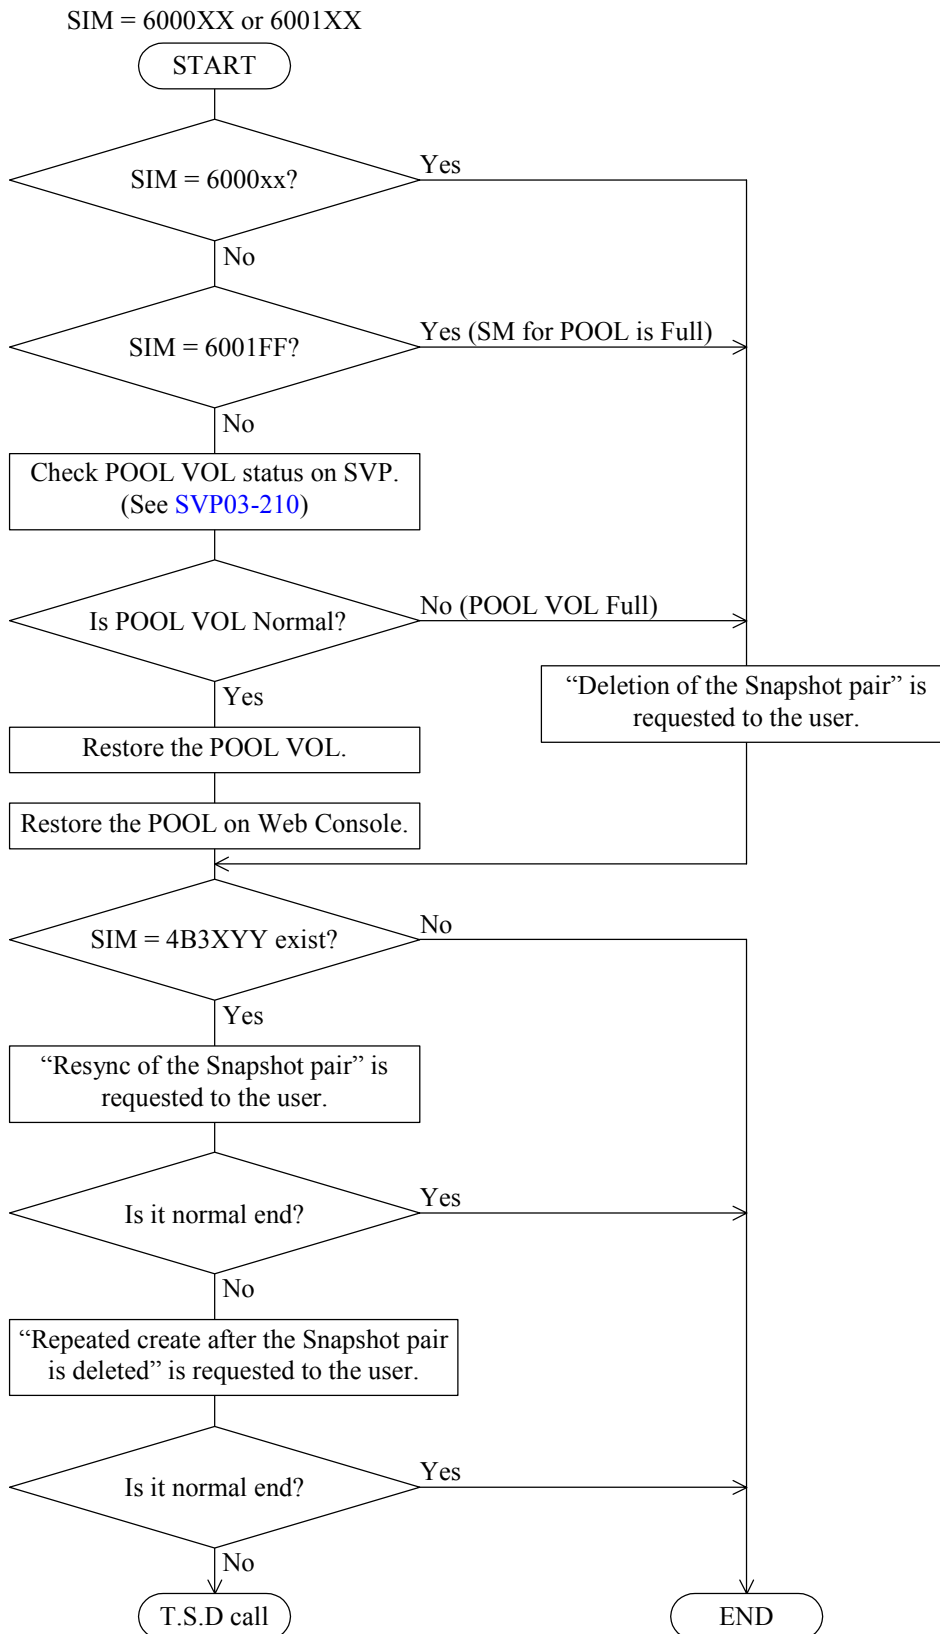 SIM = 6000XX or 6001XX
START
SIM = 6000xx?
Yes
No
SIM = 6001FF?
Yes (SM for POOL is Full)
No
Check POOL VOL status on SVP.
(See SVP03-210)
Is POOL VOL Normal?
No (POOL VOL Full)
“Deletion of the Snapshot pair” is
requested to the user.
Yes
Restore the POOL VOL.
Restore the POOL on Web Console.
SIM = 4B3XYY exist?
No
Yes
“Resync of the Snapshot pair” is
requested to the user.
Is it normal end?
Yes
No
“Repeated create after the Snapshot pair
is deleted” is requested to the user.
Is it normal end?
Yes
No
T.S.D call
END